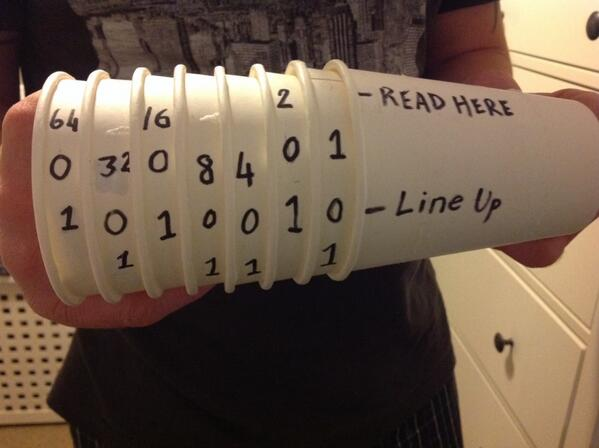 64 16 2 - READ HERE
0 32 0 8 4 0 1
1 0 1 0 0 1 0 - Line Up
1 1 1 1